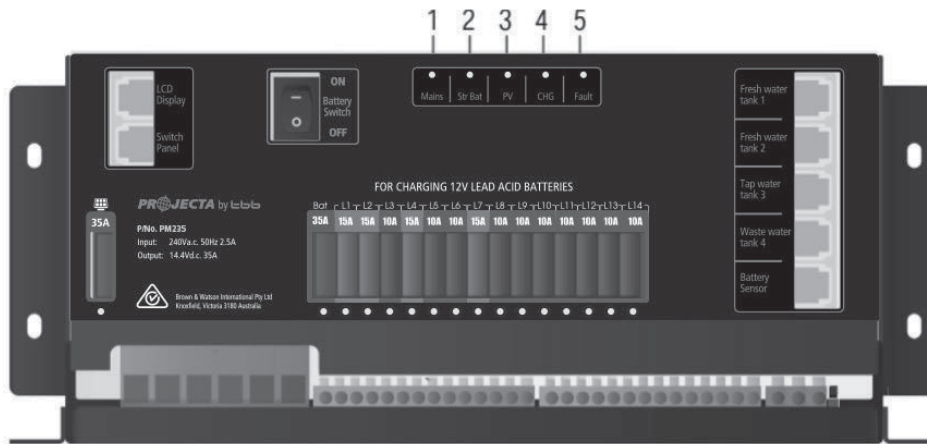 1 2 3 4 5
Mains Str Bat PV CHG Fault
LCD
Display
Switch
Panel
ON
Battery
Switch
OFF
Fresh water
tank 1
Fresh water
tank 2
Tap water
tank 3
Waste water
tank 4
Battery
Sensor
35A
PROJECTA by
P/No. PM235
Input: 240Va.c. 50Hz 2.5A
Output: 14.4Vd.c. 35A
Brown & Watson International Pty Ltd
Knoxfield, Victoria 3180 Australia
FOR CHARGING 12V LEAD ACID BATTERIES
Bat L1 L2 L3 L4 L5 L6 L7 L8 L9 L10 L11 L12 L13 L14
35A 15A 15A 10A 15A 10A 10A 15A 10A 10A 10A 10A 10A 10A 10A